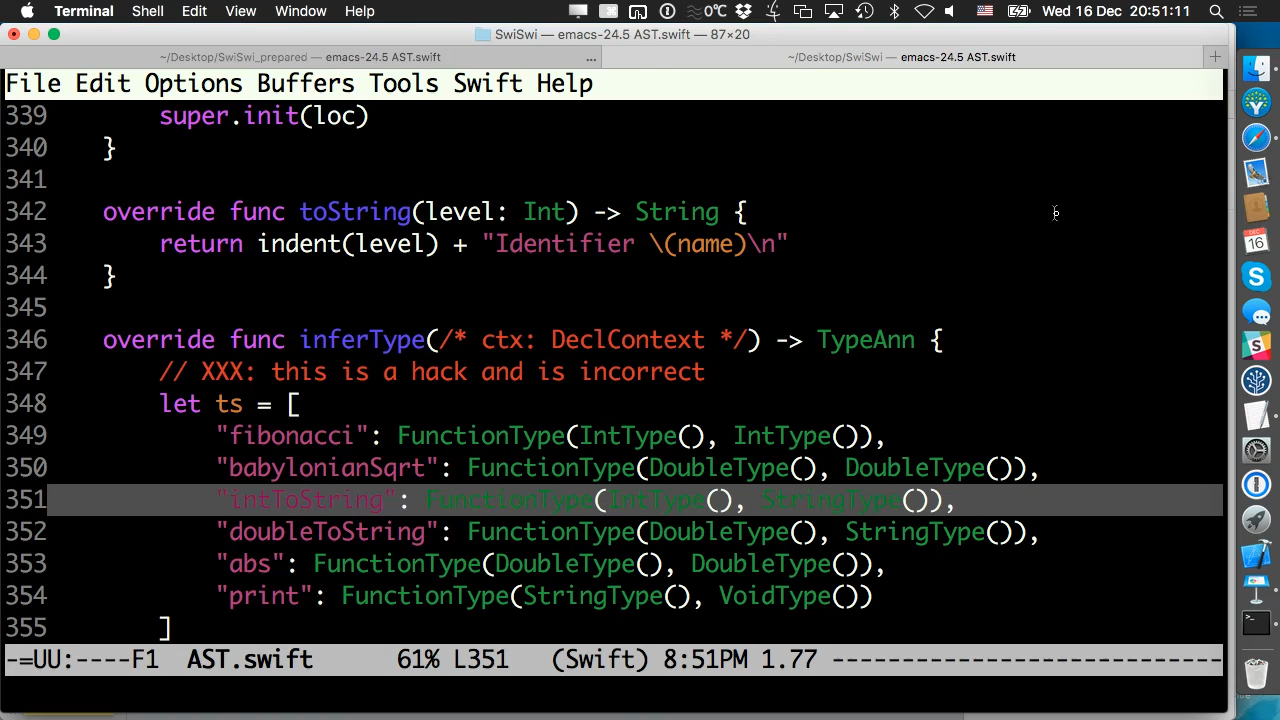 Terminal Shell Edit View Window Help 0℃ Wed 16 Dec 20:51:11
SwiSwi — emacs-24.5 AST.swift — 87×20
~/Desktop/SwiSwi_prepared — emacs-24.5 AST.swift ... ~/Desktop/SwiSwi — emacs-24.5 AST.swift +
File Edit Options Buffers Tools Swift Help
339 super.init(loc)
340 }
341
342 override func toString(level: Int) -> String {
343 return indent(level) + "Identifier \(name)\n"
344 }
345
346 override func inferType(/* ctx: DeclContext */) -> TypeAnn {
347 // XXX: this is a hack and is incorrect
348 let ts = [
349 "fibonacci": FunctionType(IntType(), IntType()),
350 "babylonianSqrt": FunctionType(DoubleType(), DoubleType()),
351 "intToString": FunctionType(IntType(), StringType()),
352 "doubleToString": FunctionType(DoubleType(), StringType()),
353 "abs": FunctionType(DoubleType(), DoubleType()),
354 "print": FunctionType(StringType(), VoidType())
355 ]
-=UU:----F1 AST.swift 61% L351 (Swift) 8:51PM 1.77 ----------------------------
DEC
16